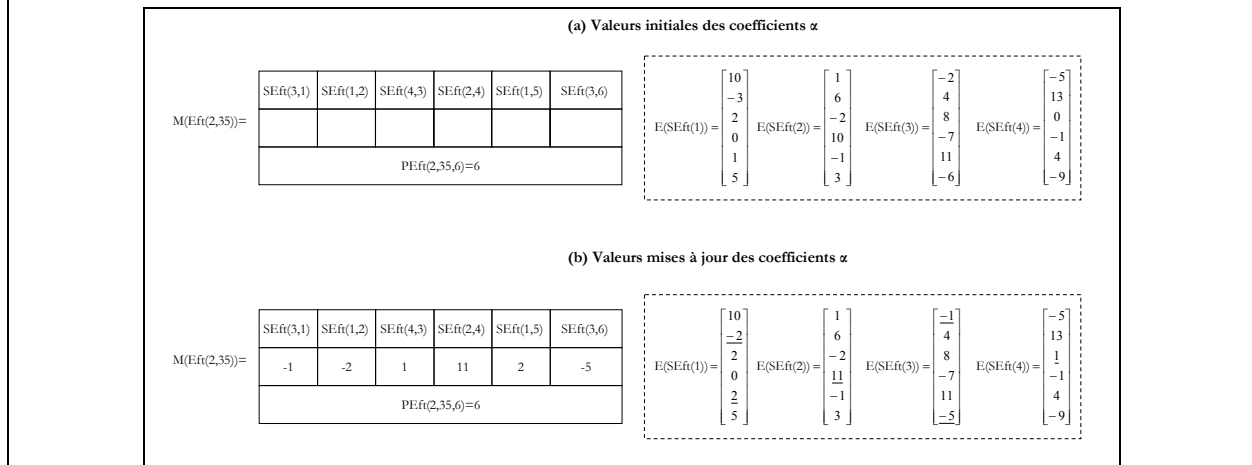 (a) Valeurs initiales des coefficients α
M(Eft(2,35))=
SEft(3,1) SEft(1,2) SEft(4,3) SEft(2,4) SEft(1,5) SEft(3,6)
PEft(2,35,6)=6
E(SEft(1)) = [10 −3 2 0 1 5] E(SEft(2)) = [1 6 −2 10 −1 3] E(SEft(3)) = [−2 4 8 −7 11 −6] E(SEft(4)) = [−5 13 0 −1 4 −9]
(b) Valeurs mises à jour des coefficients α
M(Eft(2,35))=
SEft(3,1) SEft(1,2) SEft(4,3) SEft(2,4) SEft(1,5) SEft(3,6)
-1 -2 1 11 2 -5
PEft(2,35,6)=6
E(SEft(1)) = [10 −2 2 0 2 5] E(SEft(2)) = [1 6 −2 11 −1 3] E(SEft(3)) = [−1 4 8 −7 11 −5] E(SEft(4)) = [−5 13 1 −1 4 −9]